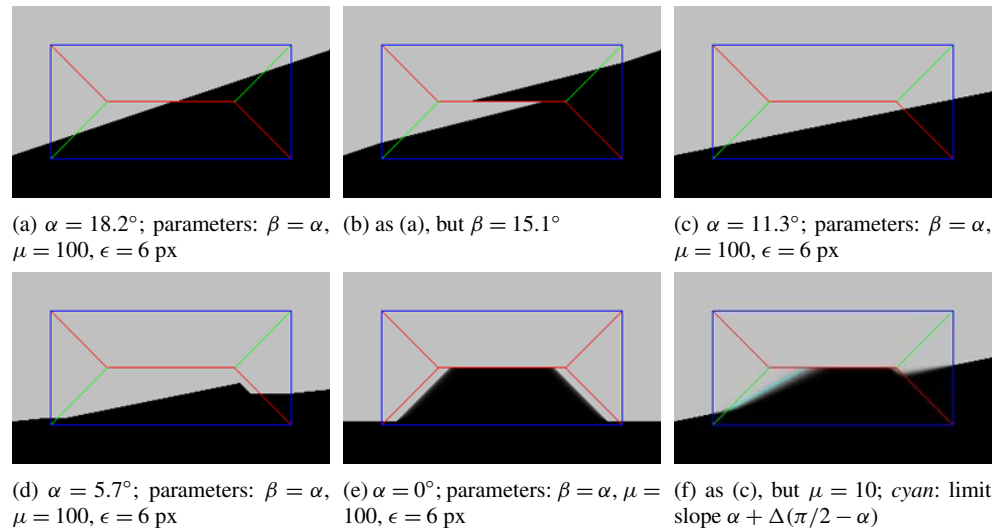 (a) α = 18.2°; parameters: β = α,
μ = 100, ϵ = 6 px
(b) as (a), but β = 15.1°
(c) α = 11.3°; parameters: β = α,
μ = 100, ϵ = 6 px
(d) α = 5.7°; parameters: β = α,
μ = 100, ϵ = 6 px
(e) α = 0°; parameters: β = α, μ =
100, ϵ = 6 px
(f) as (c), but μ = 10; cyan: limit
slope α + Δ(π/2 − α)